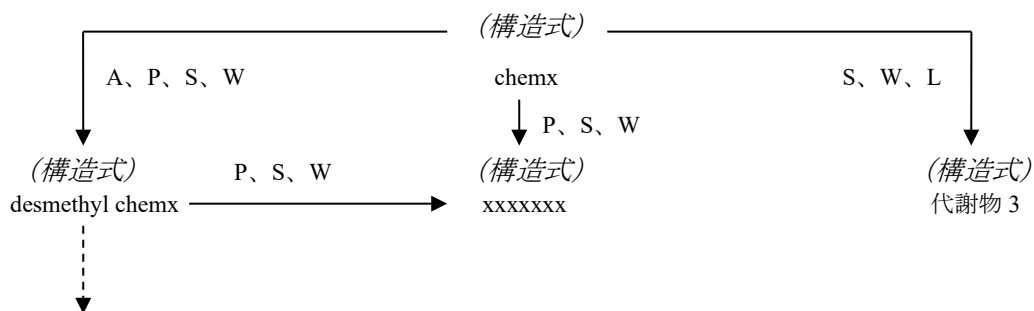 (構造式)
A、P、S、W
chemx
S、W、L
P、S、W
(構造式)
P、S、W
(構造式)
(構造式)
desmethyl chemx
xxxxxxx
代謝物 3